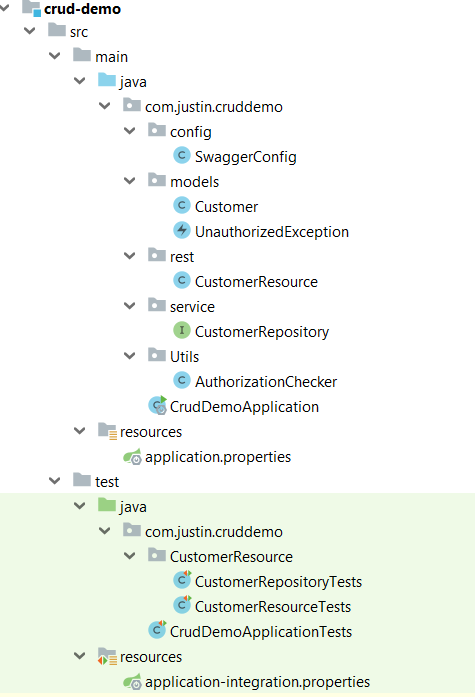 crud-demo
src
main
java
com.justin.cruddemo
config
SwaggerConfig
models
Customer
UnauthorizedException
rest
CustomerResource
service
CustomerRepository
Utils
AuthorizationChecker
CrudDemoApplication
resources
application.properties
test
java
com.justin.cruddemo
CustomerResource
CustomerRepositoryTests
CustomerResourceTests
CrudDemoApplicationTests
resources
application-integration.properties